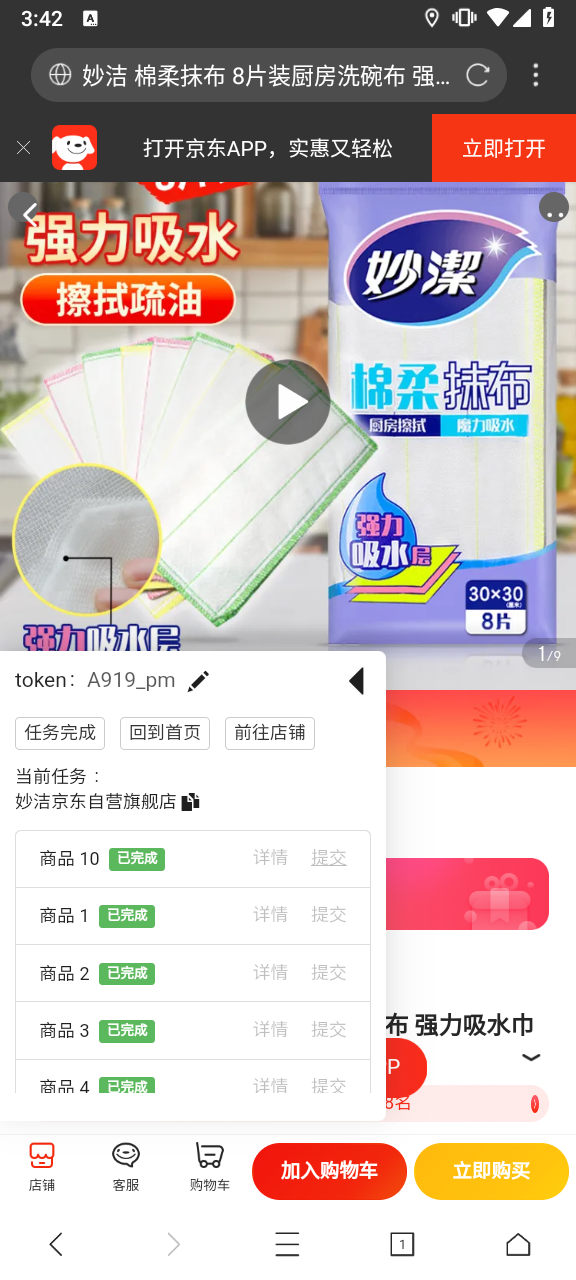 3:42
A
妙洁 棉柔抹布 8片装厨房洗碗布 强...
打开京东APP，实惠又轻松
立即打开
强力吸水
擦拭疏油
妙潔
棉柔抹布
厨房擦拭 魔力吸水
强力
吸水层
30×30
(厘米)
8片
强力吸水层
1/9
token： A919_pm
任务完成 回到首页 前往店铺
当前任务：
妙洁京东自营旗舰店
商品 10 已完成 详情 提交
商品 1 已完成 详情 提交
商品 2 已完成 详情 提交
商品 3 已完成 详情 提交
商品 4 已完成 详情 提交
布 强力吸水巾
P
8名
店铺 客服 购物车 加入购物车 立即购买
1